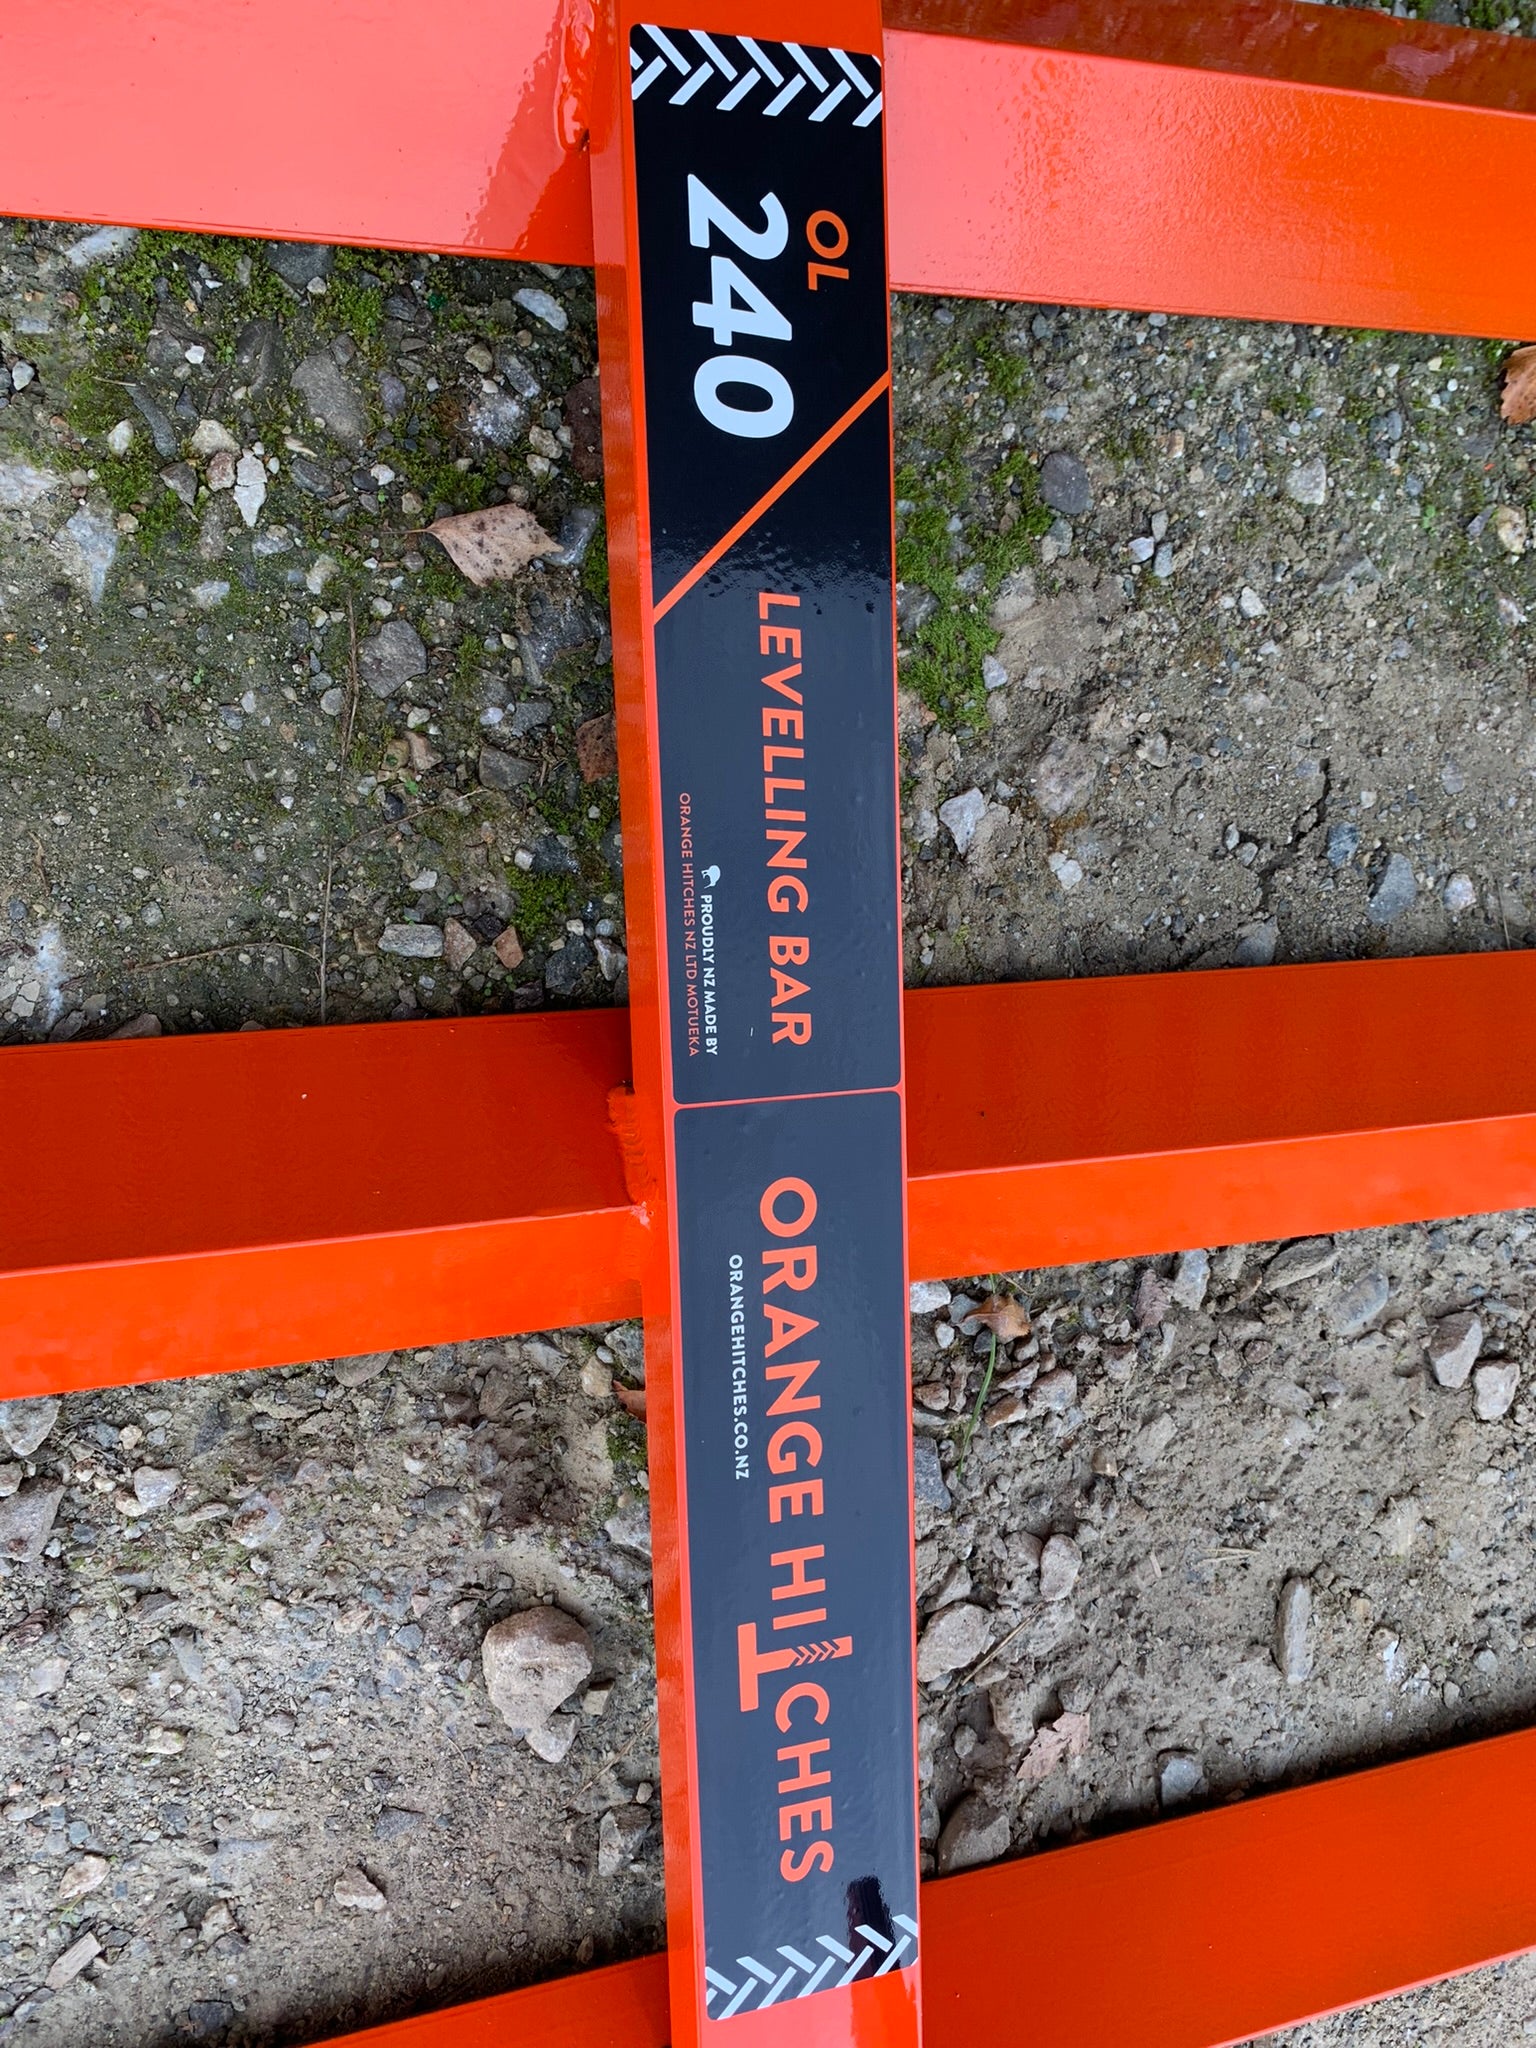 OL
240
LEVELLING BAR
PROUDLY NZ MADE BY
ORANGE HITCHES NZ LTD MOTUEKA
ORANGE HITCHES
ORANGEHITCHES.CO.NZ